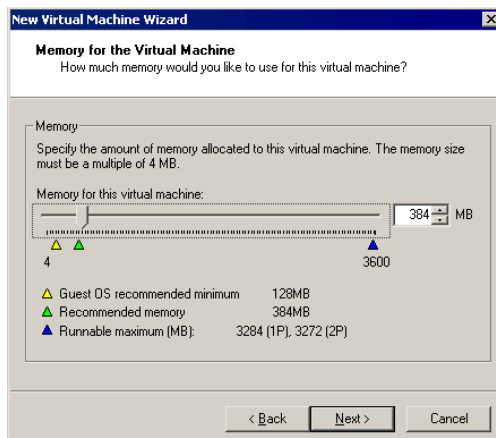 New Virtual Machine Wizard
Memory for the Virtual Machine
How much memory would you like to use for this virtual machine?
Memory
Specify the amount of memory allocated to this virtual machine. The memory size
must be a multiple of 4 MB.
Memory for this virtual machine:
384 MB
4 3600
Guest OS recommended minimum 128MB
Recommended memory 384MB
Runnable maximum (MB): 3284 (1P), 3272 (2P)
< Back Next > Cancel